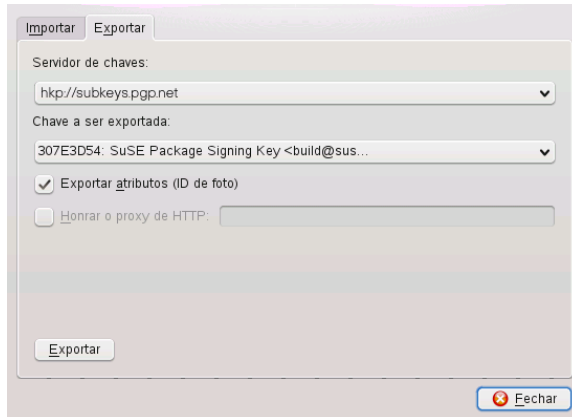 Importar Exportar
Servidor de chaves:
hkp://subkeys.pgp.net
Chave a ser exportada:
307E3D54: SuSE Package Signing Key <build@sus...
Exportar atributos (ID de foto)
Honrar o proxy de HTTP:
Exportar
Fechar